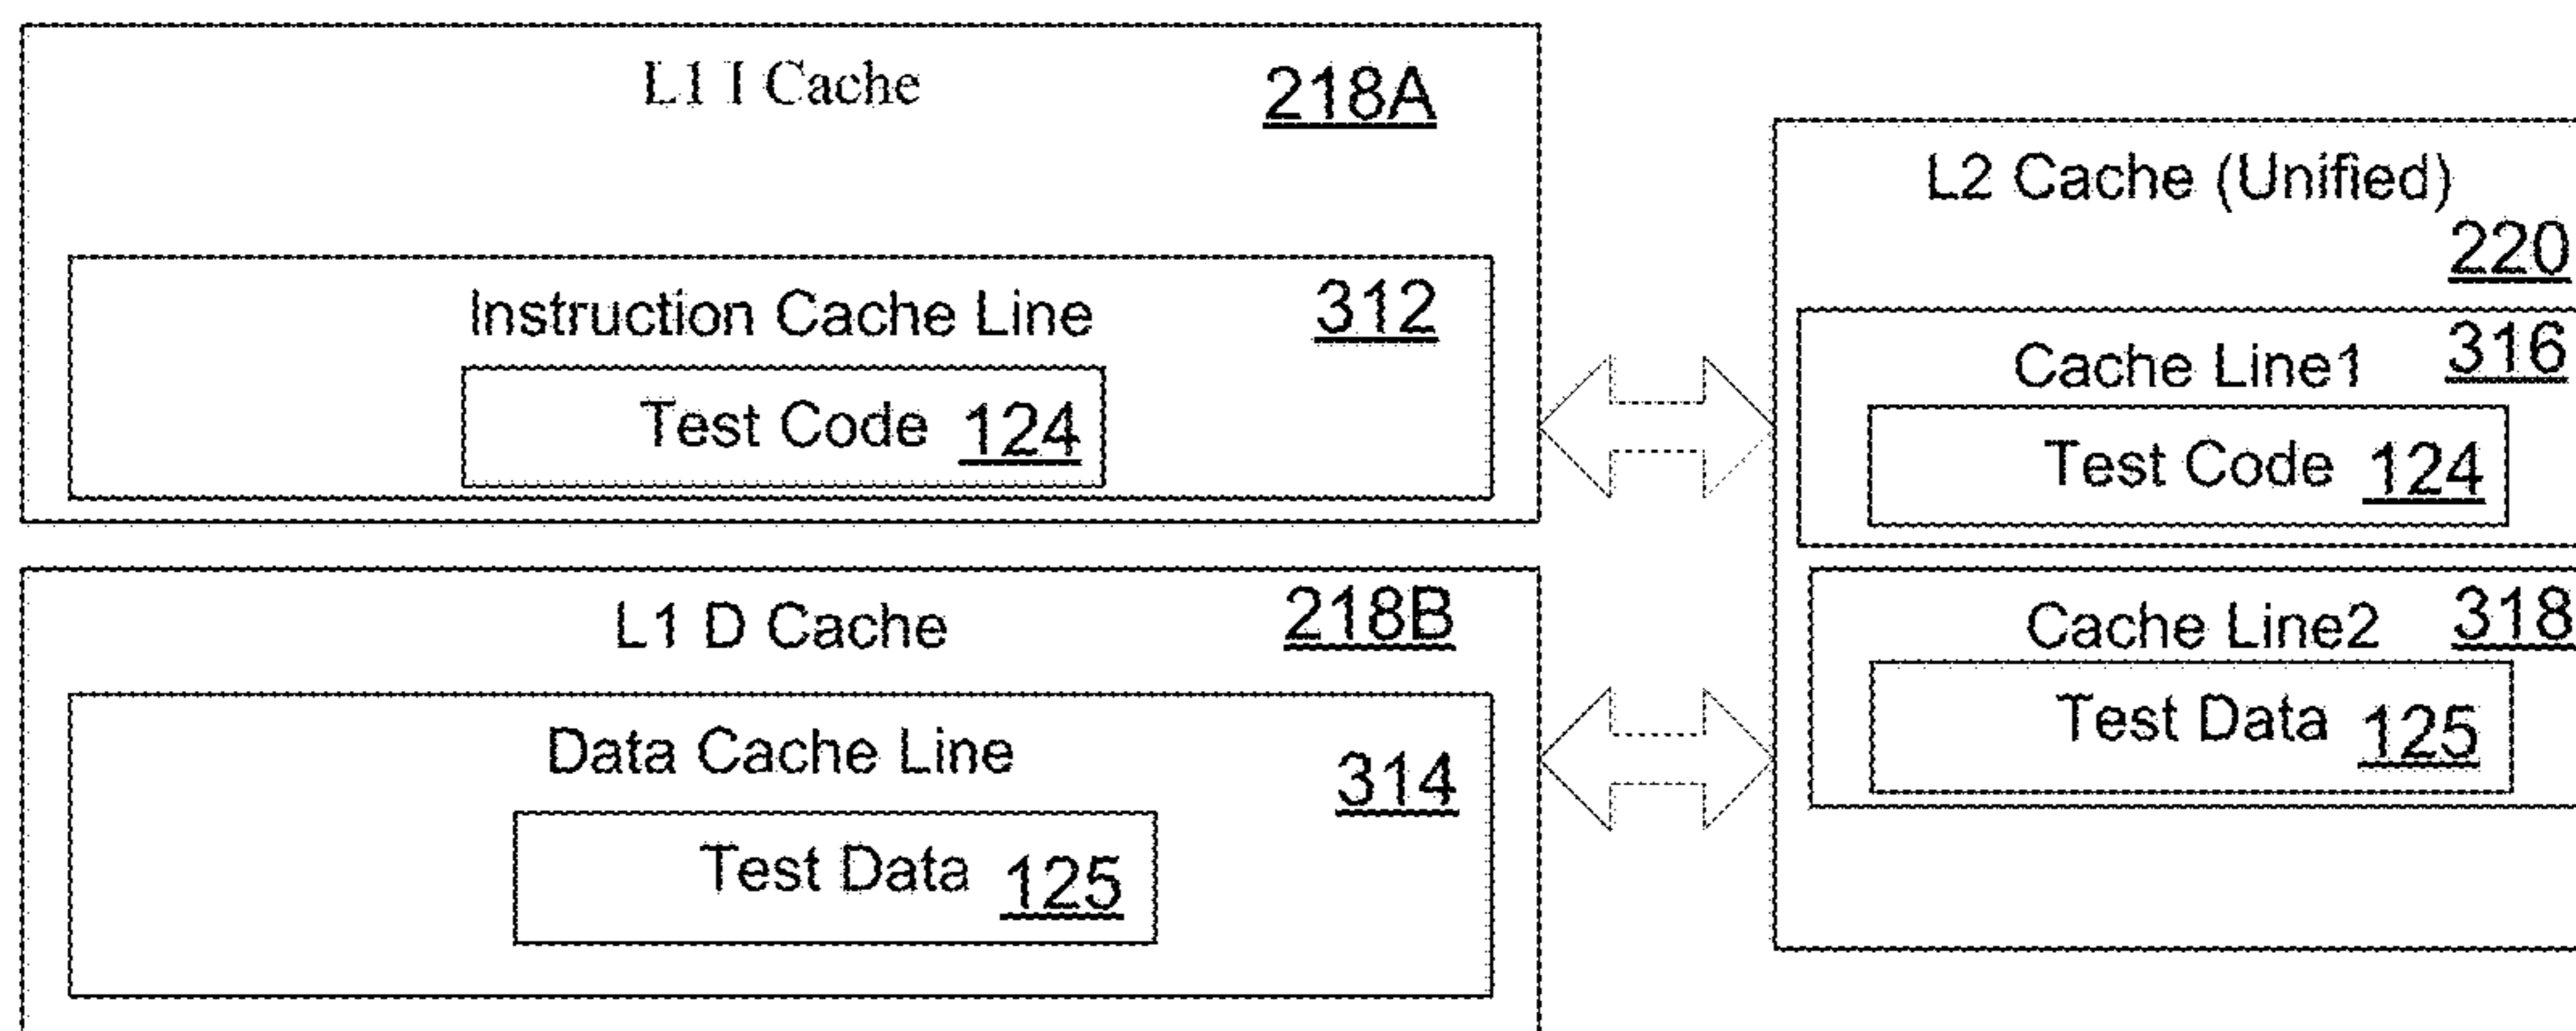 L1 I Cache 218A
Instruction Cache Line 312
Test Code 124
L1 D Cache 218B
Data Cache Line 314
Test Data 125
L2 Cache (Unified)
220
Cache Line1 316
Test Code 124
Cache Line2 318
Test Data 125